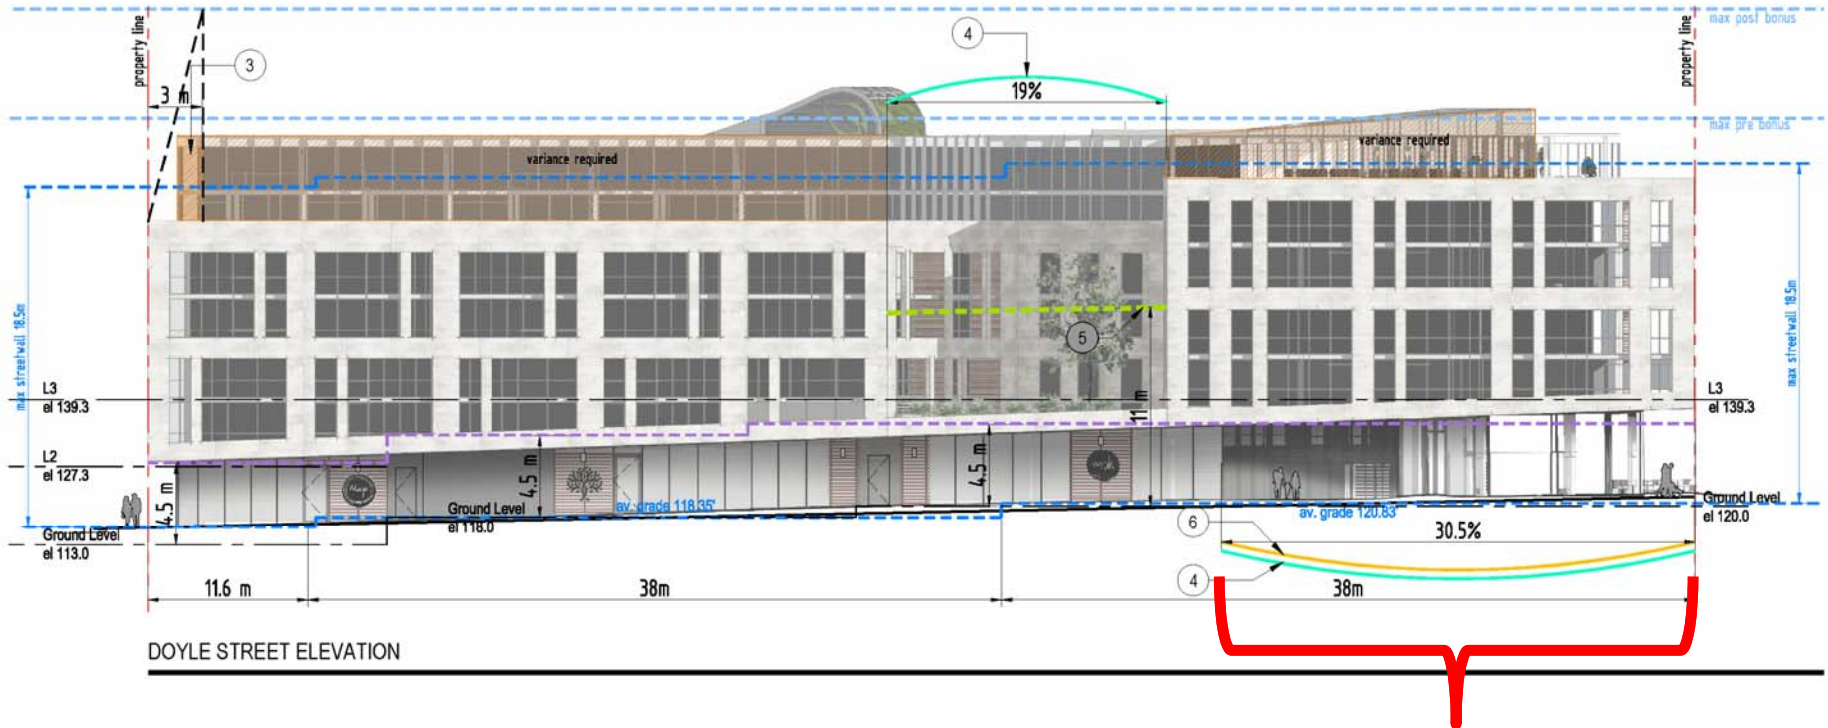 max post bonus
property line
property line
4
3
3 m
19%
max pre bonus
variance required
variance required
5
max streetwall 18.5m
max streetwall 18.5m
L3
el 139.3
L3
el 139.3
11 m
L2
el 127.3
4.5 m
4.5 m
4.5 m
Ground Level
el 116.0
av. grade 118.35'
av. grade 120.83'
Ground Level
el 120.0
Ground Level
el 113.0
6
30.5%
4
11.6 m
38m
38m
DOYLE STREET ELEVATION